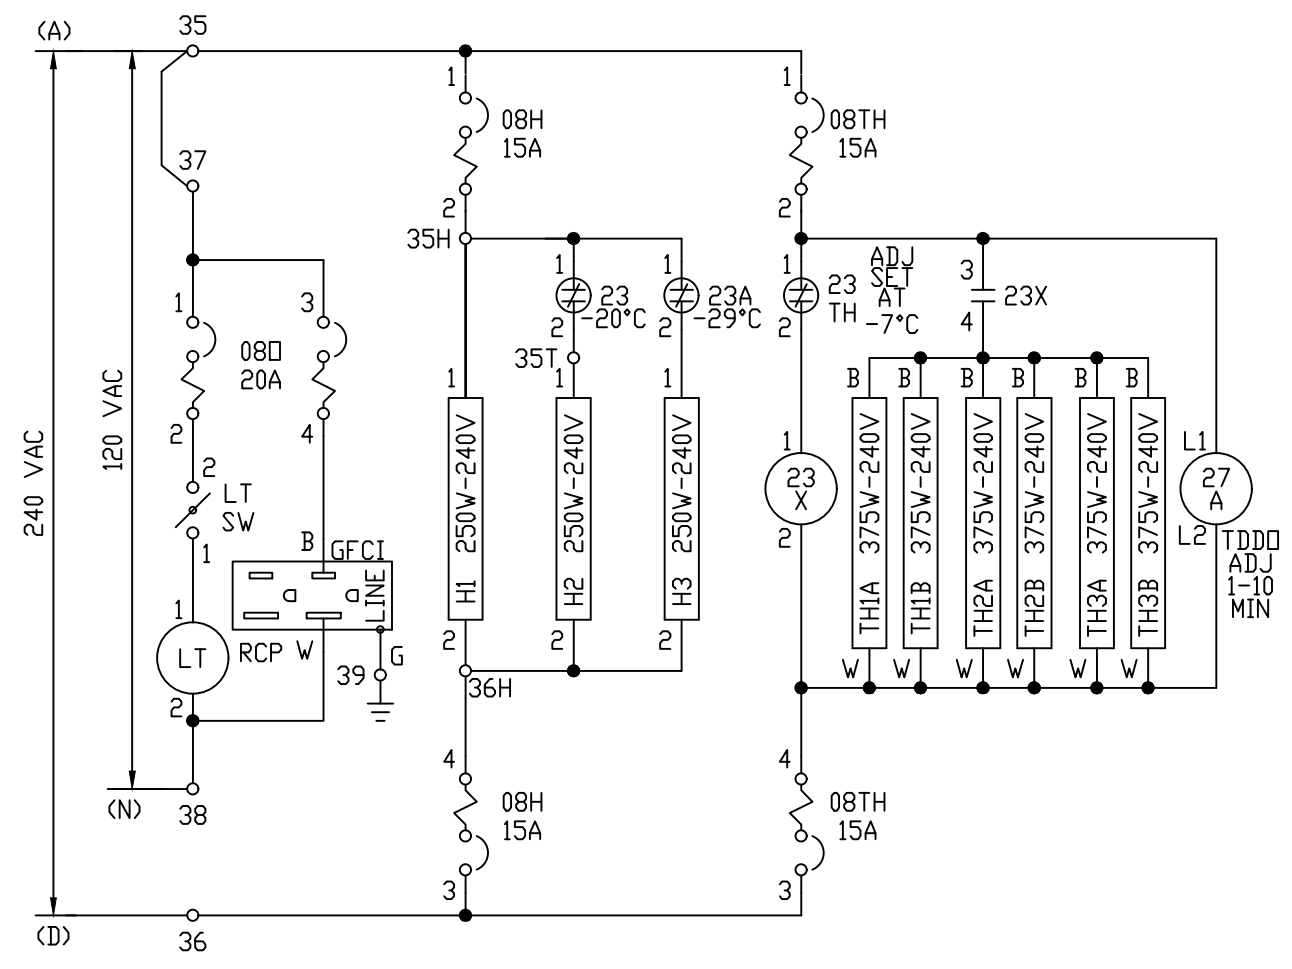 (A)
35
37
240 VAC
120 VAC
1
3
08O
20A
2
4
2
LT
SW
1
B
GFCI
LINE
1
LT
RCP
W
G
39
2
(N)
38
(D)
36
1
08H
15A
2
35H
1
23
-20°C
2
35T
1
23A
-29°C
2
1
1
1
H1 250W-240V
H2 250W-240V
H3 250W-240V
2
2
2
36H
4
08H
15A
3
1
08TH
15A
2
1
23
TH
2
ADJ
SET
AT
-7°C
3
23X
4
B
B
B
B
B
B
TH1A 375W-240V
TH1B 375W-240V
TH2A 375W-240V
TH2B 375W-240V
TH3A 375W-240V
TH3B 375W-240V
W
W
W
W
W
W
1
23
X
2
L1
27
A
L2
TDDO
ADJ
1-10
MIN
4
08TH
15A
3